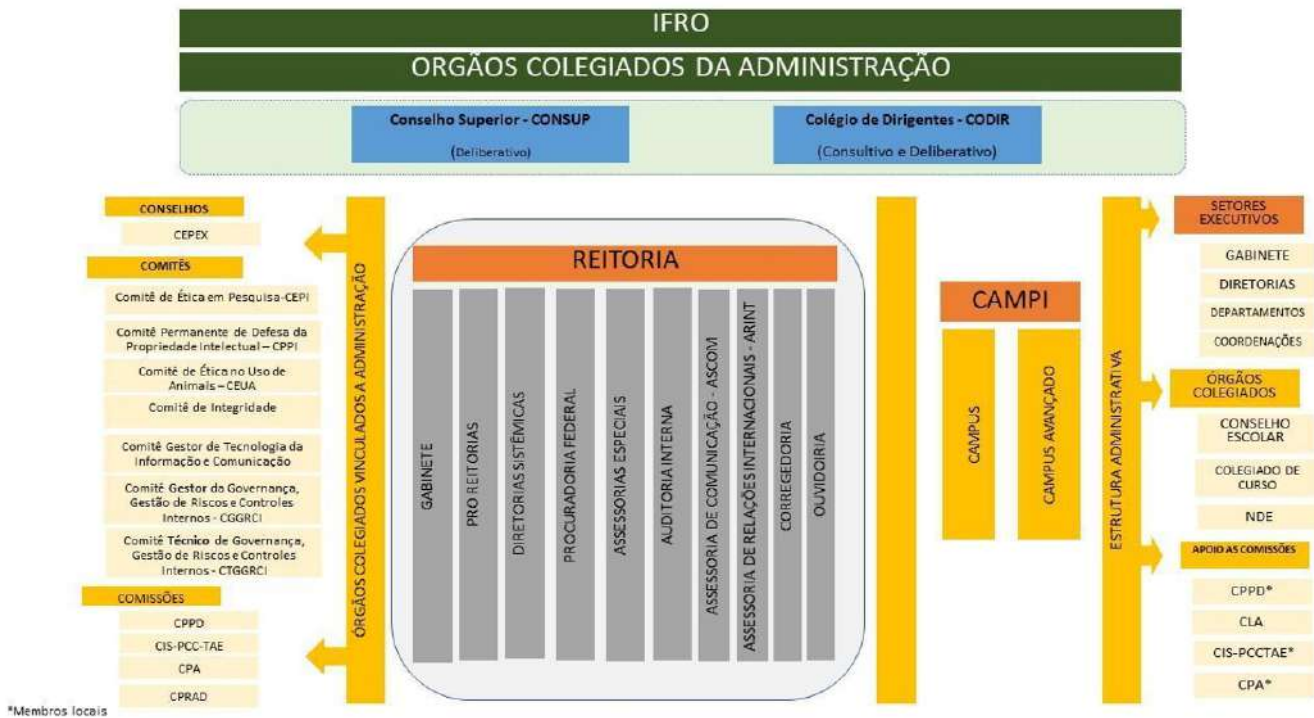 IFRO
ORGÃOS COLEGIADOS DA ADMINISTRAÇÃO
Conselho Superior - CONSUP
(Deliberativo)
Colégio de Dirigentes - CODIR
(Consultivo e Deliberativo)
CONSELHOS
CEPEX
COMITÊS
Comitê de Ética em Pesquisa-CEPI
Comitê Permanente de Defesa da
Propriedade Intelectual – CPPI
Comitê de Ética no Uso de
Animais – CEUA
Comitê de Integridade
Comitê Gestor de Tecnologia da
Informação e Comunicação
Comitê Gestor da Governança,
Gestão de Riscos e Controles
Internos - CGGRCI
Comitê Técnico de Governança,
Gestão de Riscos e Controles
Internos - CTGGRCI
COMISSÕES
CPPD
CIS-PCC-TAE
CPA
CPRAD
*Membros locais
ÓRGÃOS COLEGIADOS VINCULADOS A ADMINISTRAÇÃO
REITORIA
GABINETE
PRO REITORIAS
DIRETORIAS SISTÊMICAS
PROCURADORIA FEDERAL
ASSESSORIAS ESPECIAIS
AUDITORIA INTERNA
ASSESSORIA DE COMUNICAÇÃO - ASCOM
ASSESSORIA DE RELAÇÕES INTERNACIONAIS - ARINT
CORREGEDORIA
OUVIDOIRIA
CAMPI
CAMPUS
CAMPUS AVANÇADO
ESTRUTURA ADMINISTRATIVA
SETORES
EXECUTIVOS
GABINETE
DIRETORIAS
DEPARTAMENTOS
COORDENAÇÕES
ÓRGÃOS
COLEGIADOS
CONSELHO
ESCOLAR
COLEGIADO DE
CURSO
NDE
APOIO AS COMISSÕES
CPPD*
CLA
CIS-PCCTAE*
CPA*